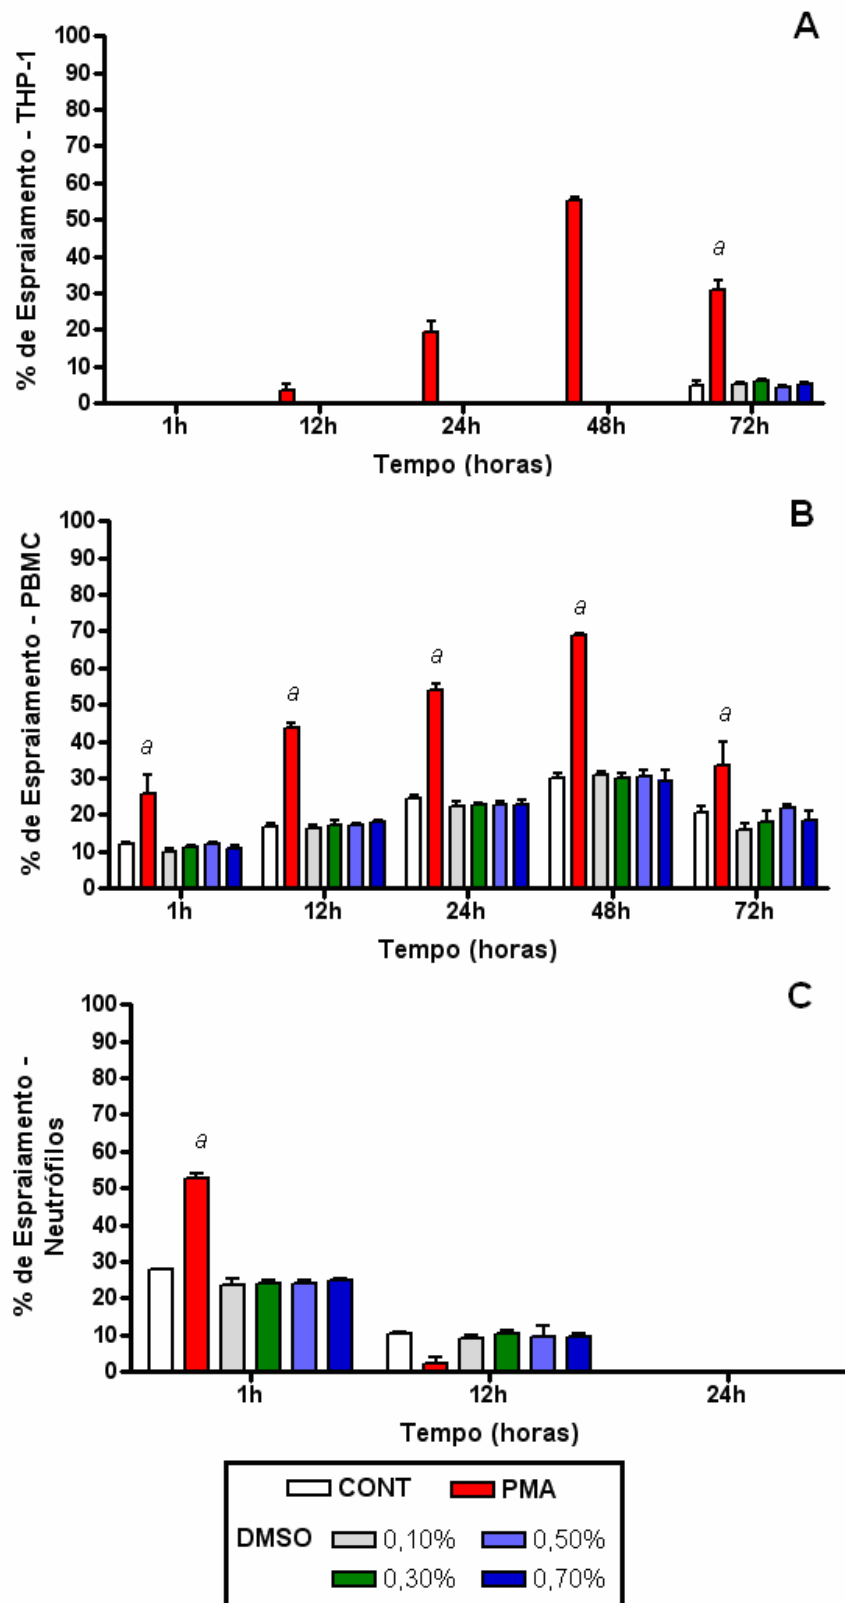 A
% de Espraiamento - THP-1
100
90
80
70
60
50
40
30
20
10
0
a
1h 12h 24h 48h 72h
Tempo (horas)
B
% de Espraiamento - PBMC
100
90
80
70
60
50
40
30
20
10
0
a a a a a
1h 12h 24h 48h 72h
Tempo (horas)
C
% de Espraiamento -
Neutrófilos
100
90
80
70
60
50
40
30
20
10
0
a
1h 12h 24h
Tempo (horas)
CONT PMA
DMSO 0,10% 0,50%
0,30% 0,70%